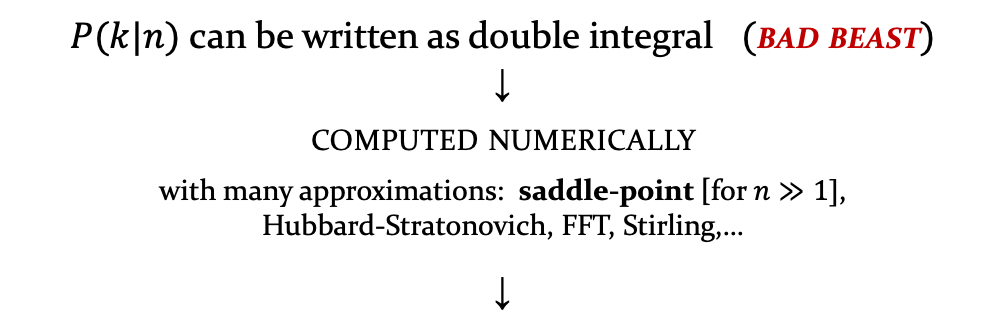 P(k|n) can be written as double integral (BAD BEAST)
↓
COMPUTED NUMERICALLY
with many approximations: saddle-point [for n ≫ 1],
Hubbard-Stratonovich, FFT, Stirling,...
↓